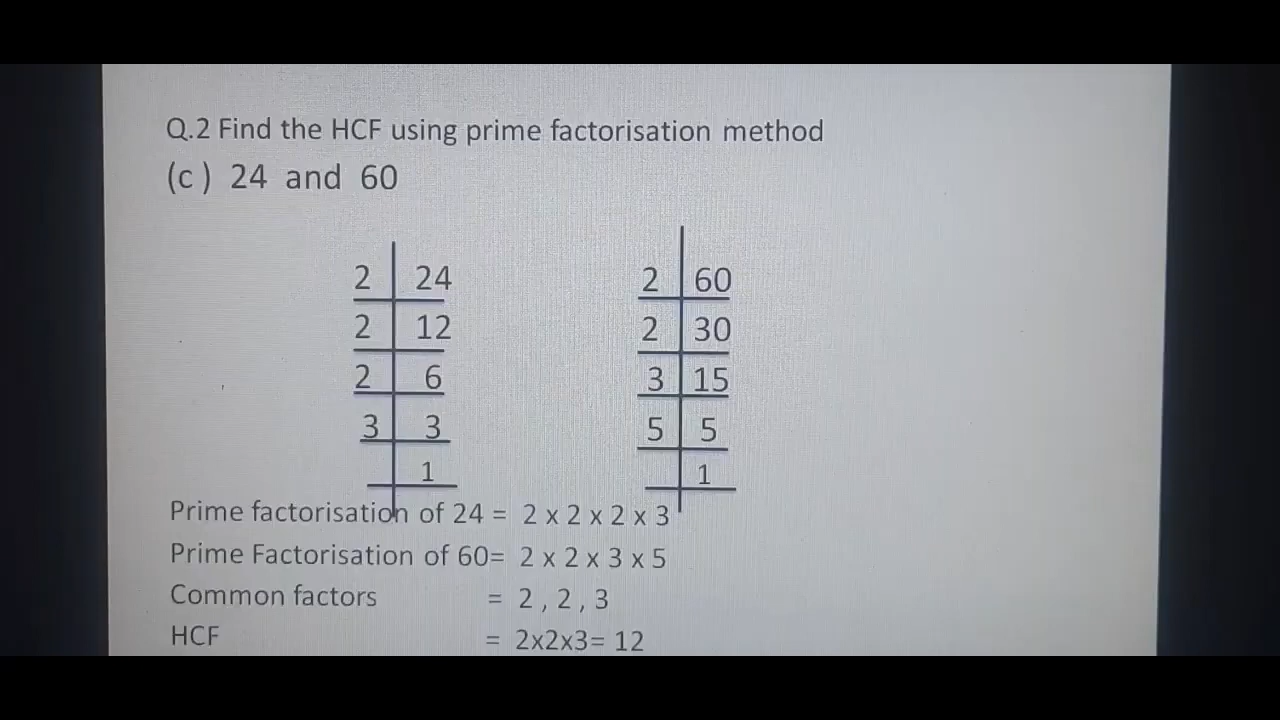 Q.2 Find the HCF using prime factorisation method
(c) 24 and 60
2 24
2 12
2 6
3 3
1
2 60
2 30
3 15
5 5
1
Prime factorisation of 24 = 2 x 2 x 2 x 3
Prime Factorisation of 60= 2 x 2 x 3 x 5
Common factors = 2 , 2 , 3
HCF = 2x2x3= 12